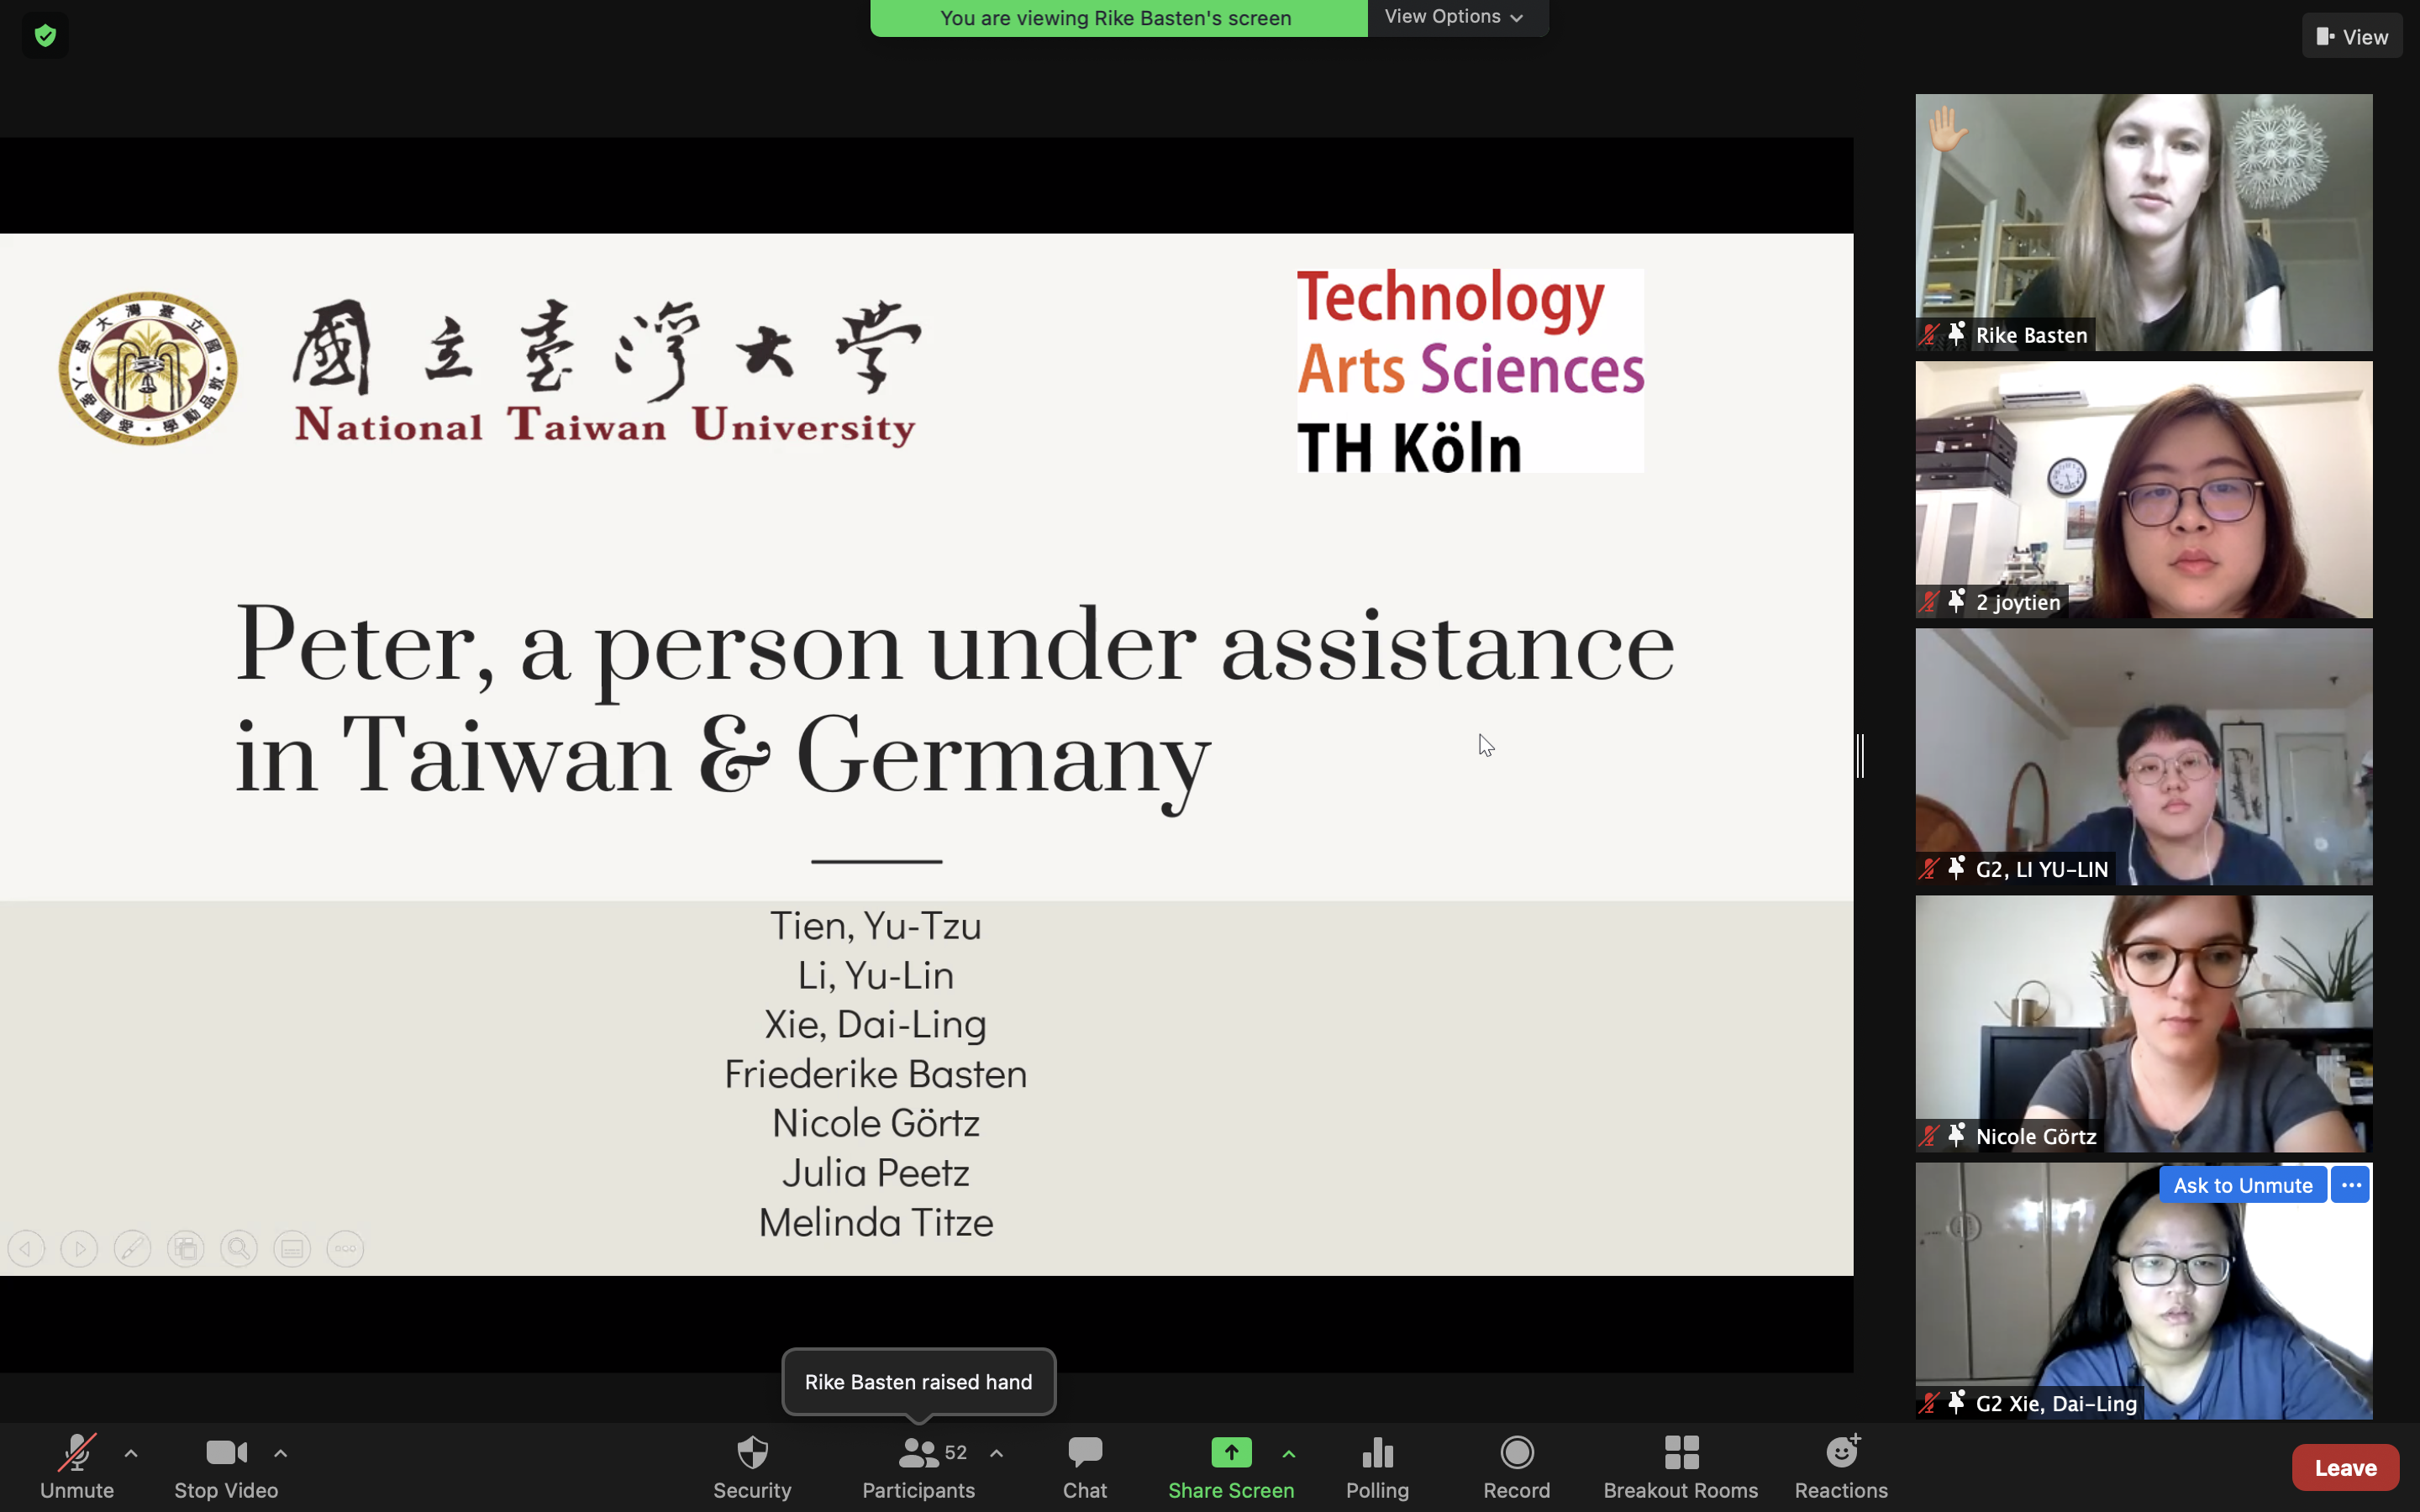 You are viewing Rike Basten's screen
View Options
View
國立臺灣大學
National Taiwan University
Technology
Arts Sciences
TH Köln
Peter, a person under assistance
in Taiwan & Germany
Tien, Yu-Tzu
Li, Yu-Lin
Xie, Dai-Ling
Friederike Basten
Nicole Görtz
Julia Peetz
Melinda Titze
Rike Basten
2 joytien
G2, LI YU-LIN
Nicole Görtz
Ask to Unmute
G2 Xie, Dai-Ling
Rike Basten raised hand
Unmute
Stop Video
Security
52
Participants
Chat
Share Screen
Polling
Record
Breakout Rooms
Reactions
Leave